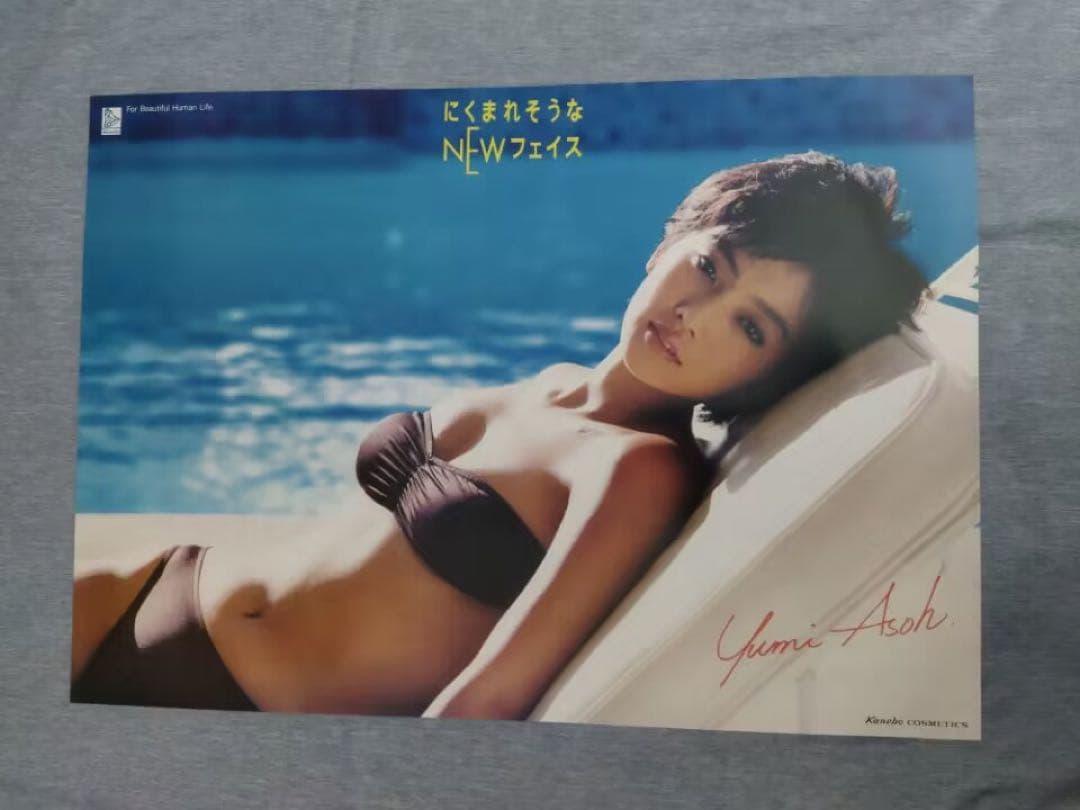 For Beautiful Human Life
にくまれそうな
NEWフェイス
Yumi Asoh
Kanebo COSMETICS